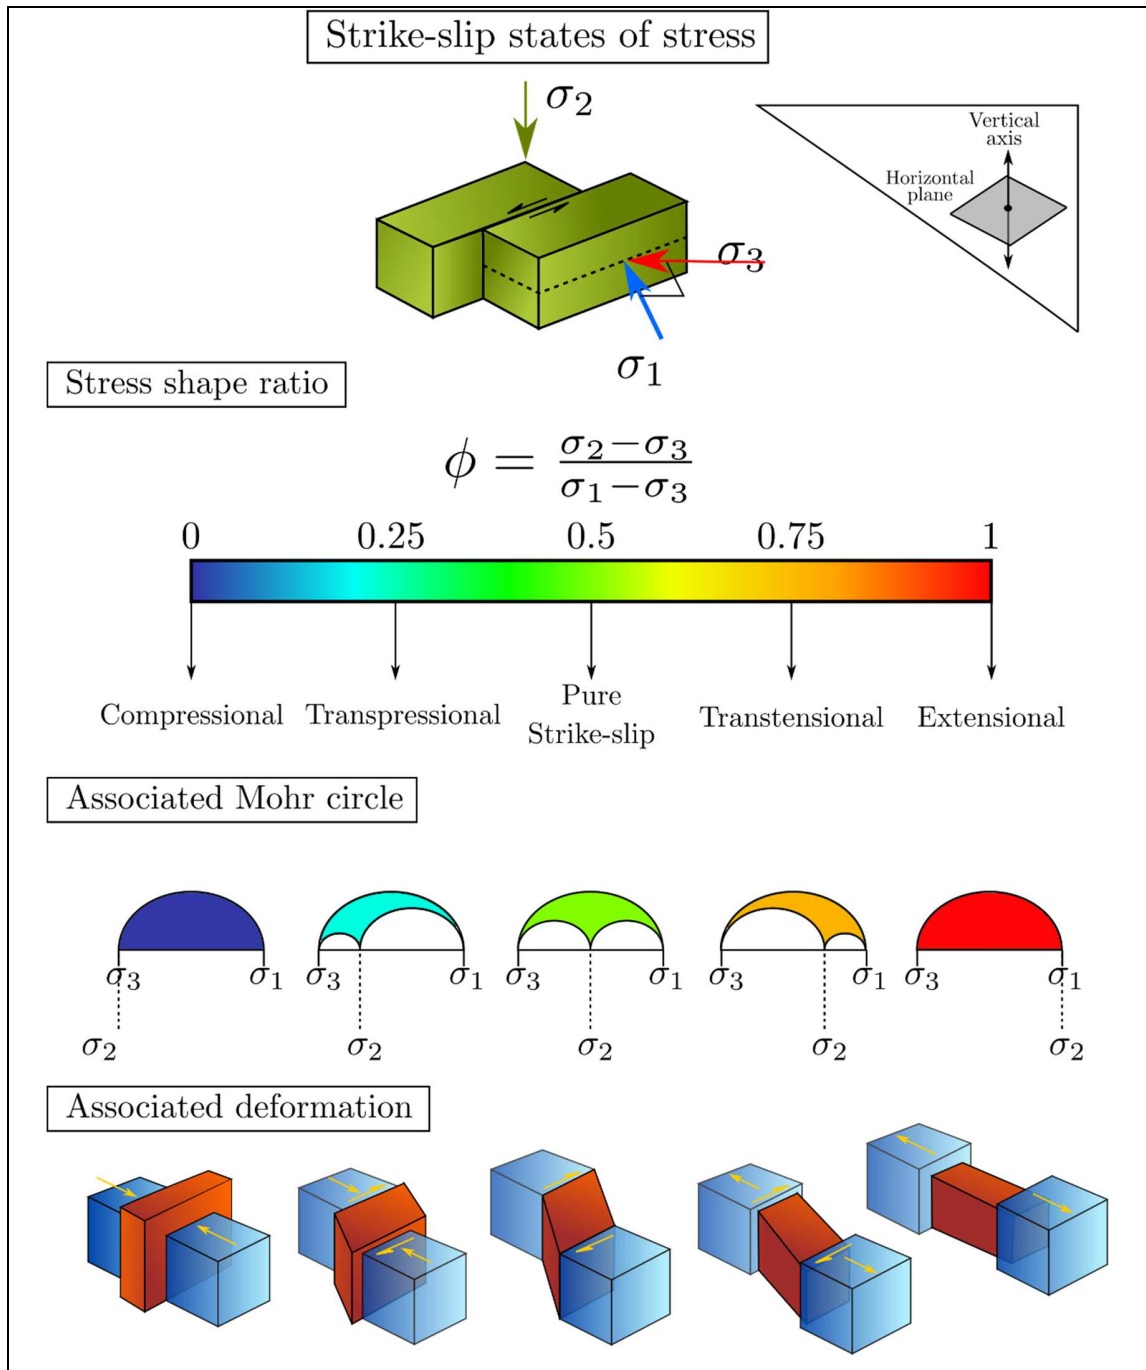 Strike-slip states of stress
σ2
Vertical
axis
Horizontal
plane
σ3
σ1
Stress shape ratio
ϕ = σ2−σ3
σ1−σ3
0 0.25 0.5 0.75 1
Compressional Transpressional Pure
Strike-slip Transtensional Extensional
Associated Mohr circle
σ3 σ1 σ3 σ1 σ3 σ1 σ3 σ1 σ3 σ1
σ2 σ2 σ2 σ2 σ2
Associated deformation